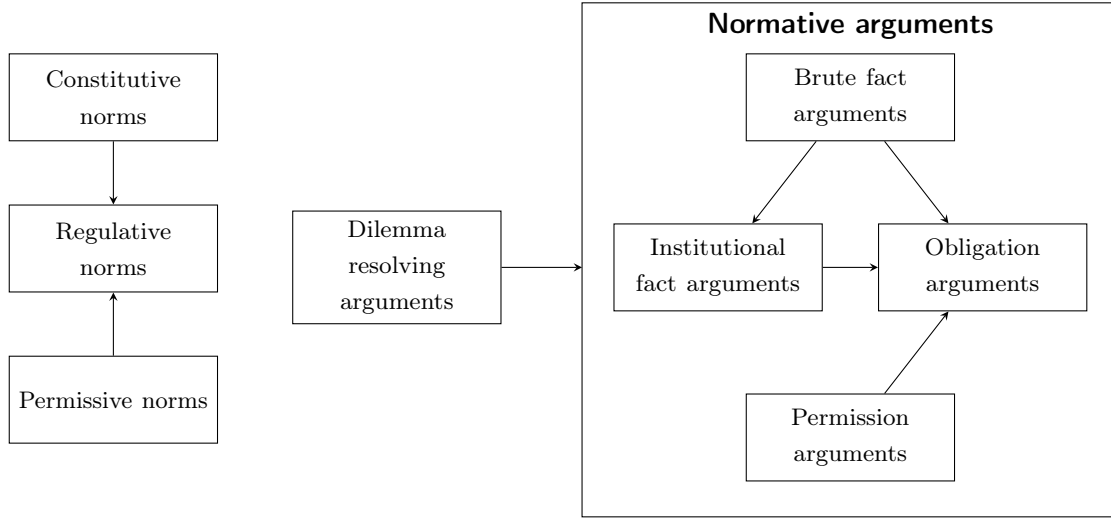 Normative arguments
Constitutive
norms
Regulative
norms
Permissive norms
Dilemma
resolving
arguments
Brute fact
arguments
Institutional
fact arguments
Obligation
arguments
Permission
arguments